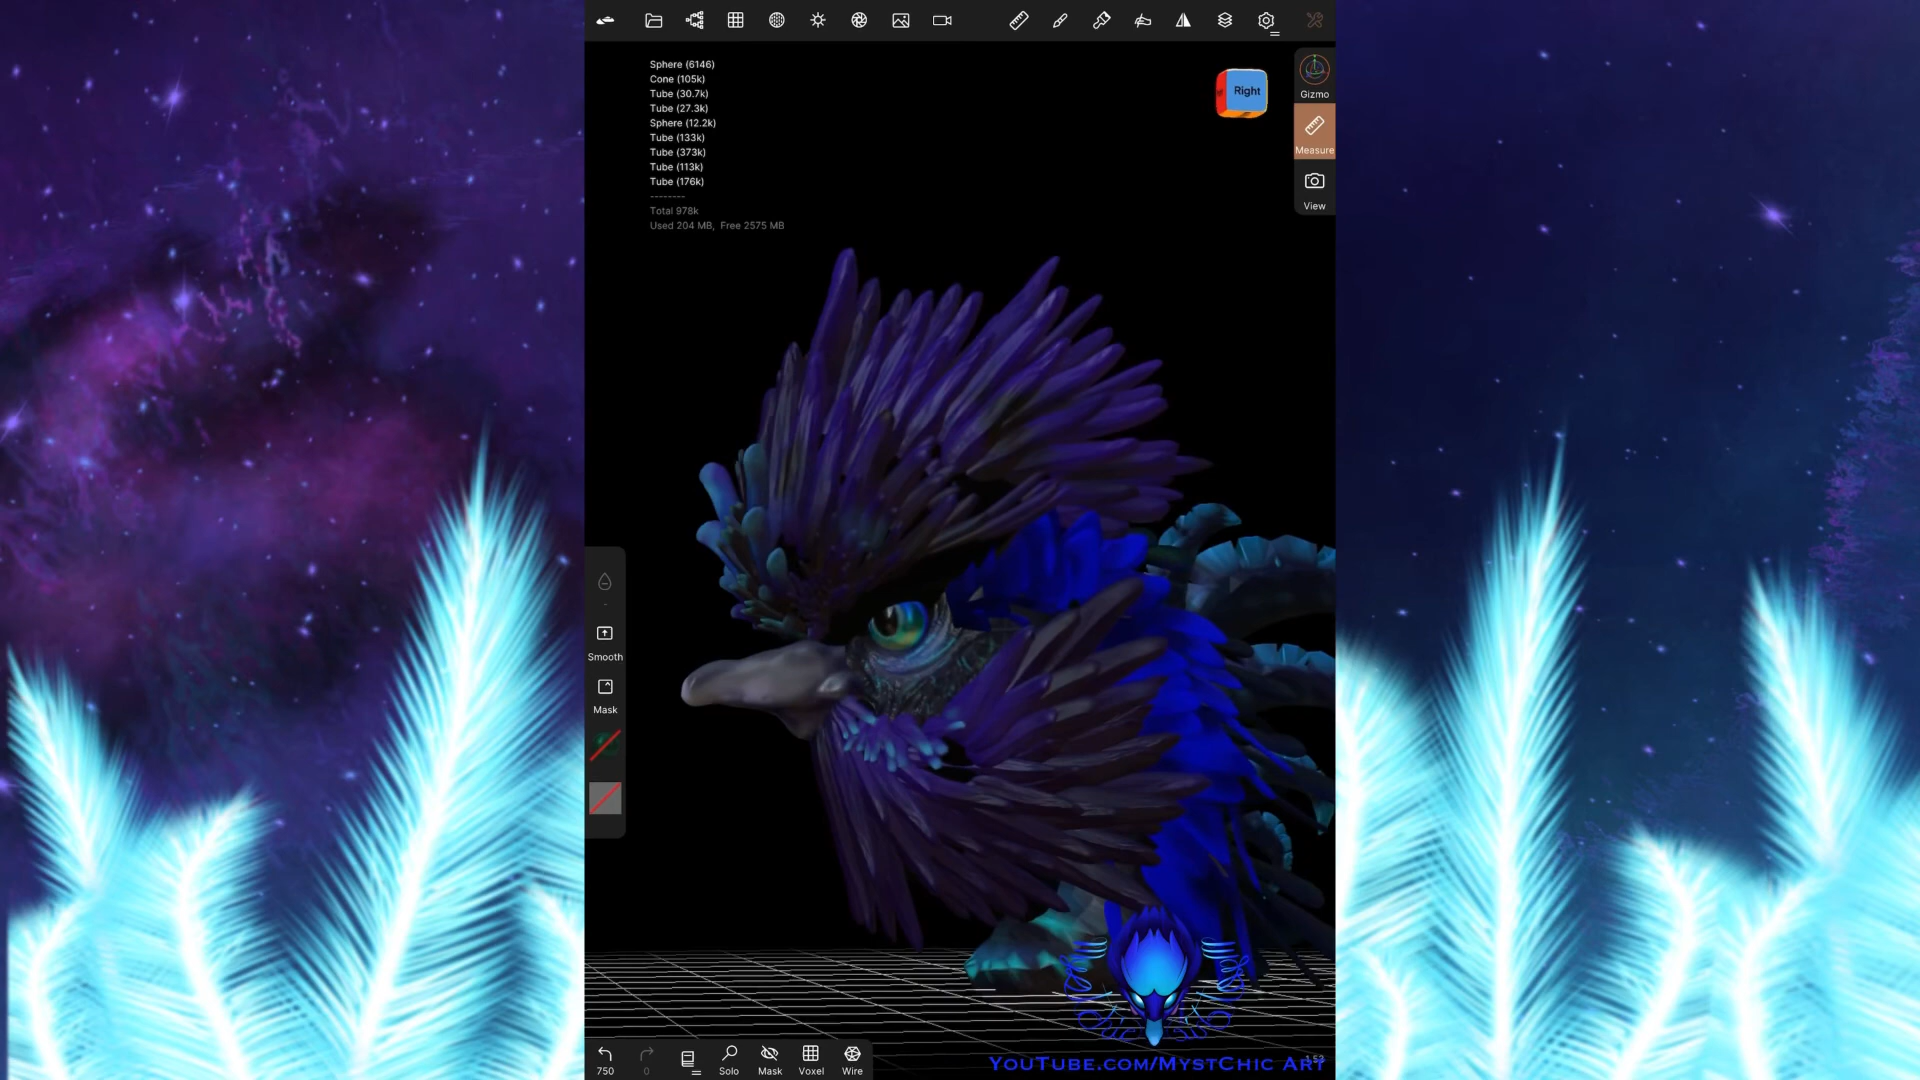 Sphere (6146)
Cone (105k)
Tube (30.7k)
Tube (27.3k)
Sphere (12.2k)
Tube (133k)
Tube (373k)
Tube (113k)
Tube (176k)
--------
Total 978k
Used 204 MB, Free 2575 MB
Right
Gizmo
Measure
View
Smooth
Mask
750
0
Solo
Mask
Voxel
Wire
YouTube.com/MystChic Art